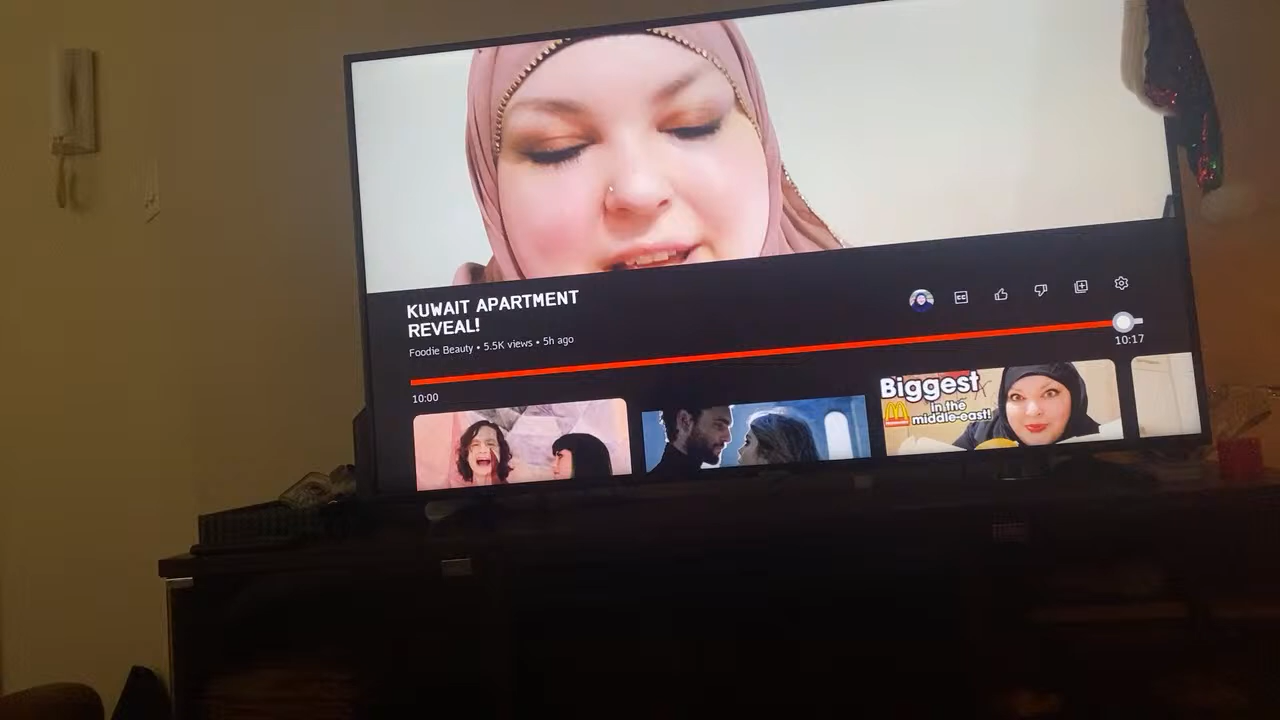 KUWAIT APARTMENT
REVEAL!
Foodie Beauty • 5.5K views • 5h ago
CC
10:17
10:00
Biggest
in the
middle-east!